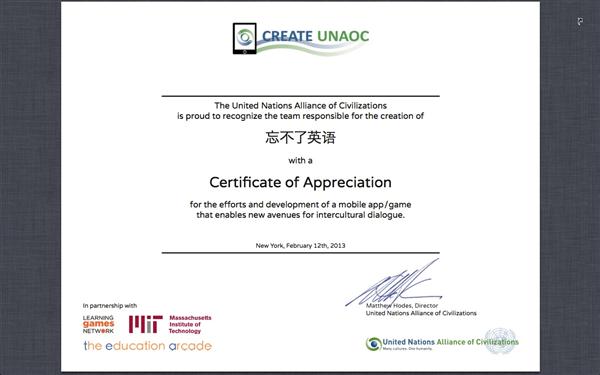 CREATE UNAOC
The United Nations Alliance of Civilizations
is proud to recognize the team responsible for the creation of
忘不了英语
with a
Certificate of Appreciation
for the efforts and development of a mobile app/game
that enables new avenues for intercultural dialogue.
New York, February 12th, 2013
Matthew Hodes, Director
United Nations Alliance of Civilizations
In partnership with
LEARNING
games
NETWORK
MIT
Massachusetts
Institute of
Technology
the education arcade
United Nations Alliance of Civilizations
Many cultures. One humanity.